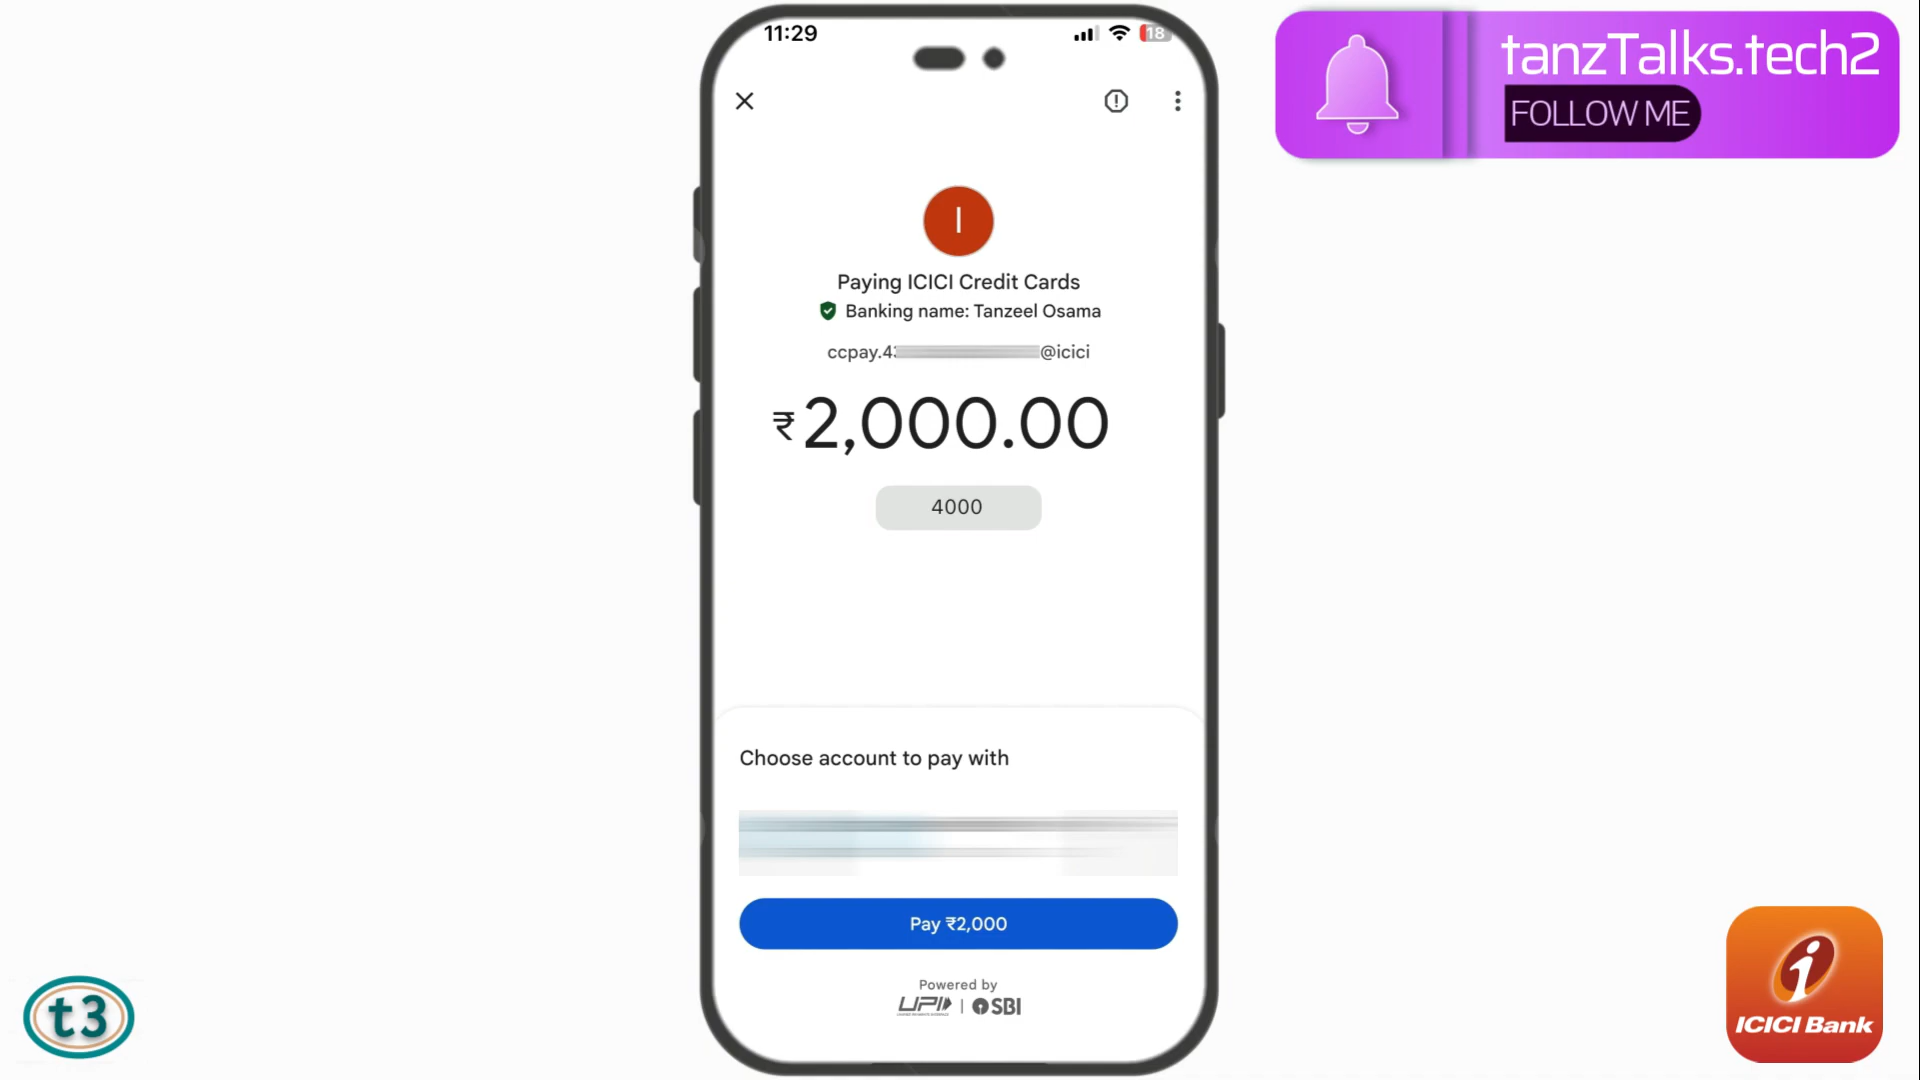 11:29
18
tanzTalks.tech2
FOLLOW ME
I
Paying ICICI Credit Cards
Banking name: Tanzeel Osama
ccpay.43
@icici
₹2,000.00
4000
Choose account to pay with
Pay ₹2,000
Powered by
UPI | SBI
t3
i
ICICI Bank